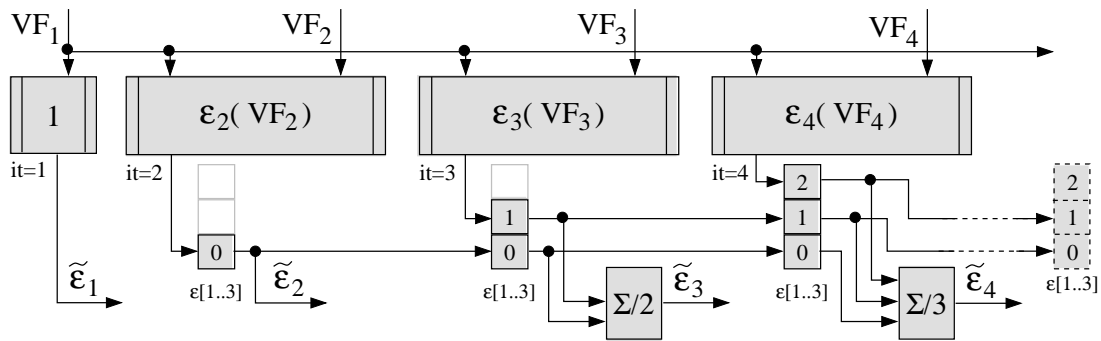 VF₁ VF₂ VF₃ VF₄
1 ε₂( VF₂) ε₃( VF₃) ε₄( VF₄)
it=1 it=2 it=3 it=4
2 2
1 1 1
0 0 0 0
ε̃₁ ε̃₂ ε̃₃ ε̃₄
ε[1..3] ε[1..3] ε[1..3] ε[1..3]
Σ/2 Σ/3